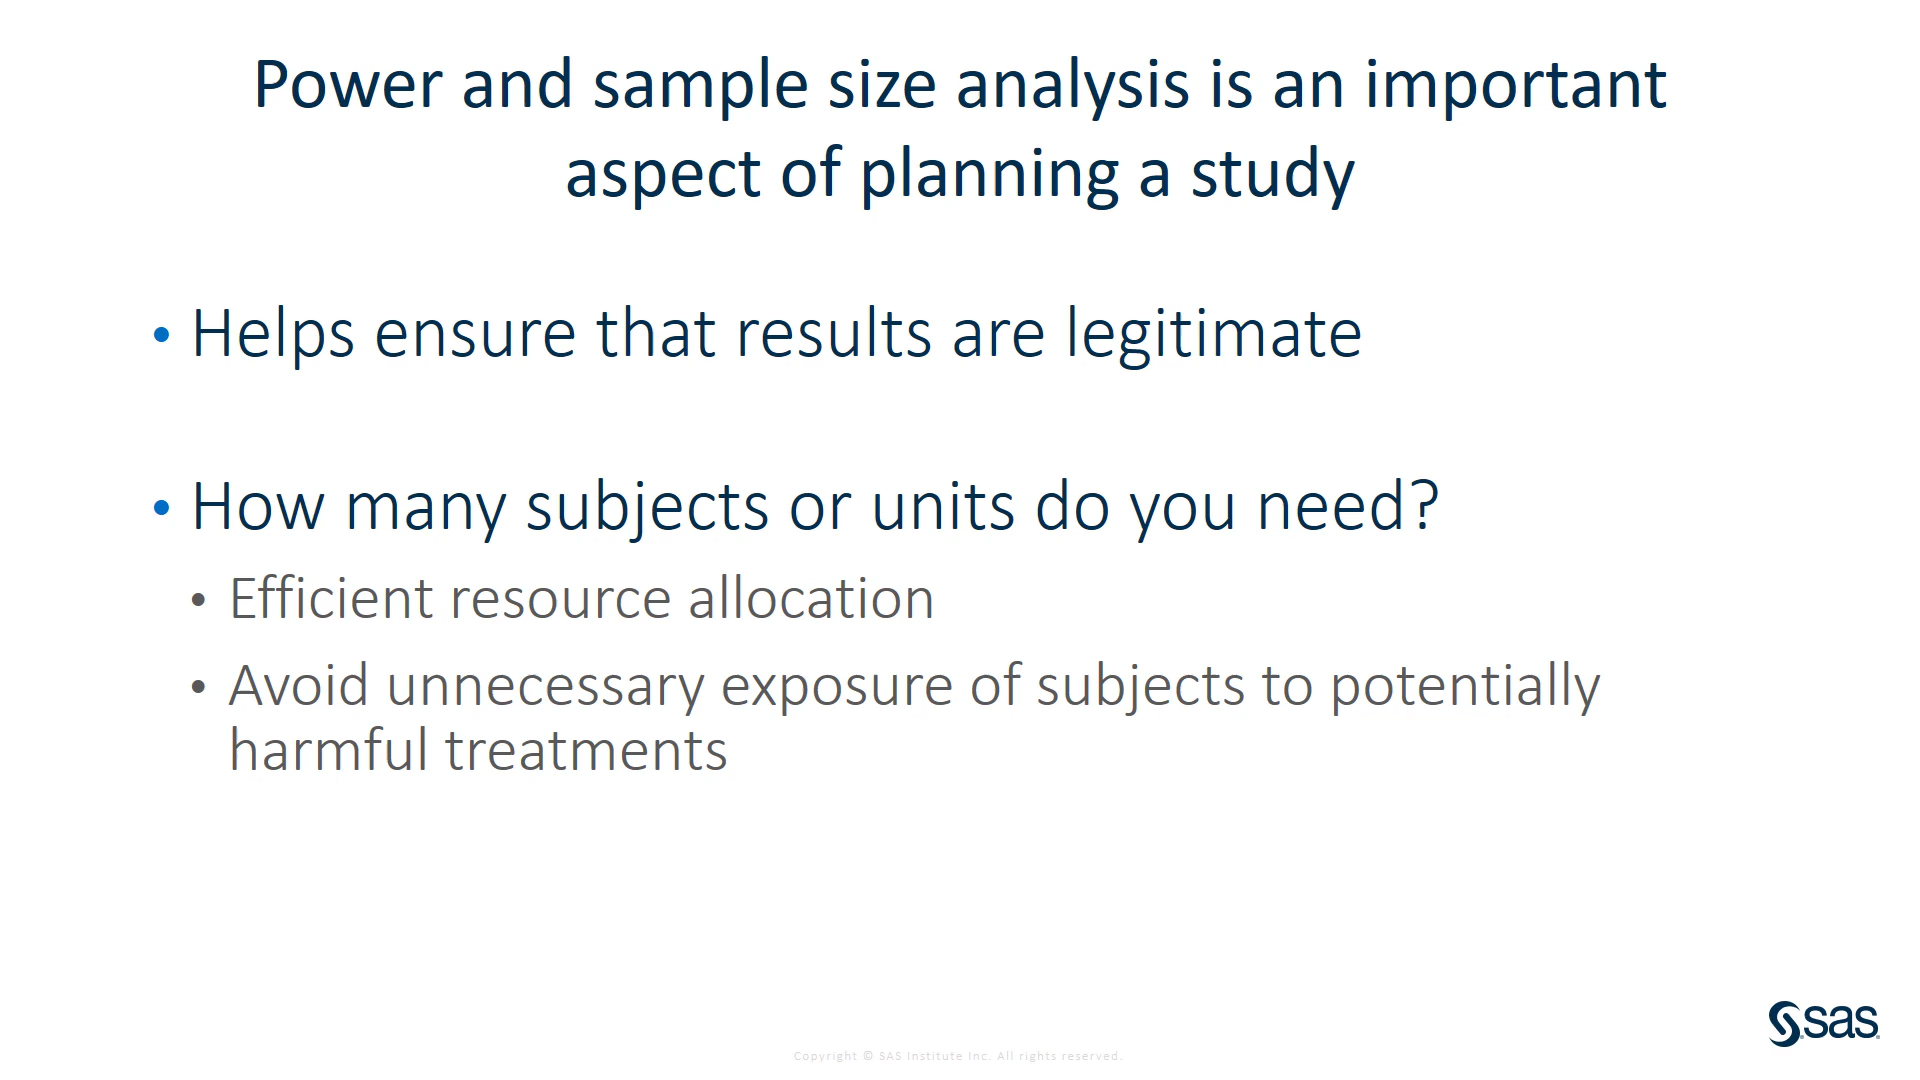 Power and sample size analysis is an important
aspect of planning a study
• Helps ensure that results are legitimate
• How many subjects or units do you need?
• Efficient resource allocation
• Avoid unnecessary exposure of subjects to potentially
harmful treatments
sas
Copyright © SAS Institute Inc. All rights reserved.